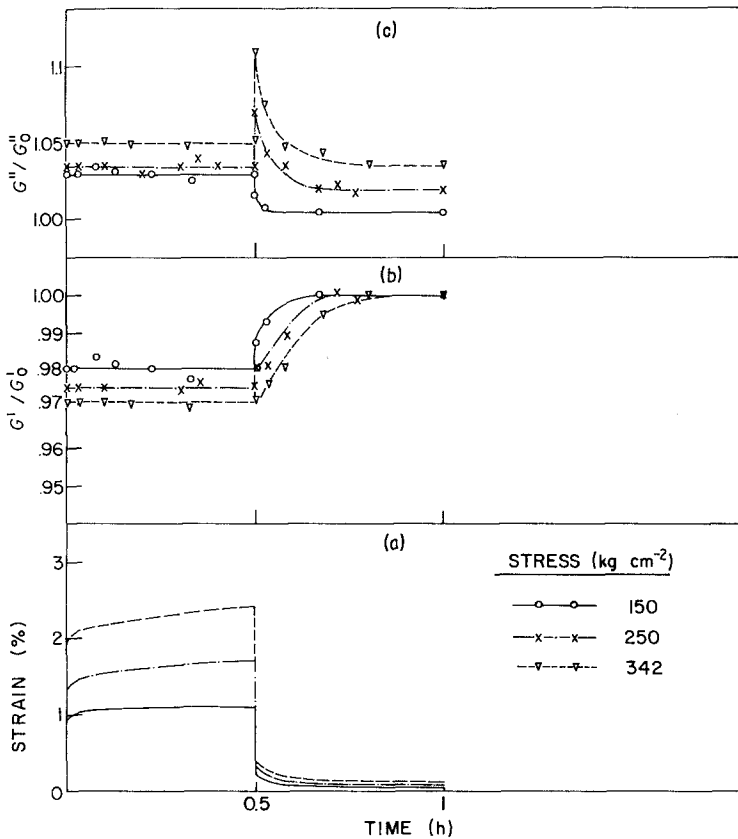 (c)
1.1
1.05
1.00
G"/G"₀
(b)
1.00
.99
.98
.97
.96
.95
G'/G'₀
(a)
3
2
1
0
STRAIN (%)
STRESS (kg cm⁻²)
150
250
342
0.5
1
TIME (h)